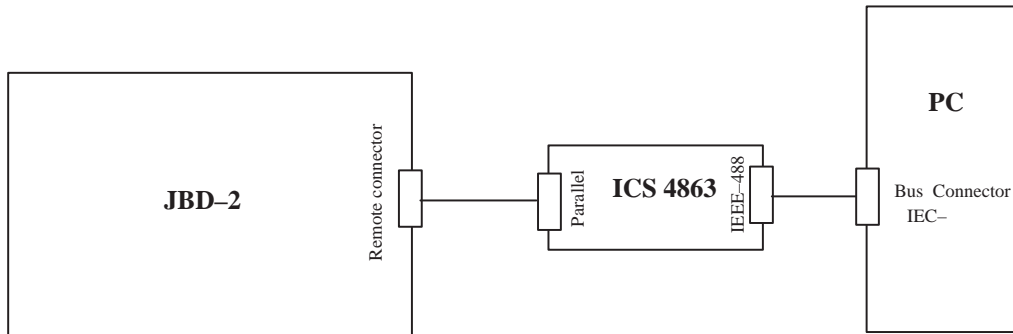 JBD–2
Remote connector
Parallel
ICS 4863
IEEE–488
PC
Bus Connector
IEC–